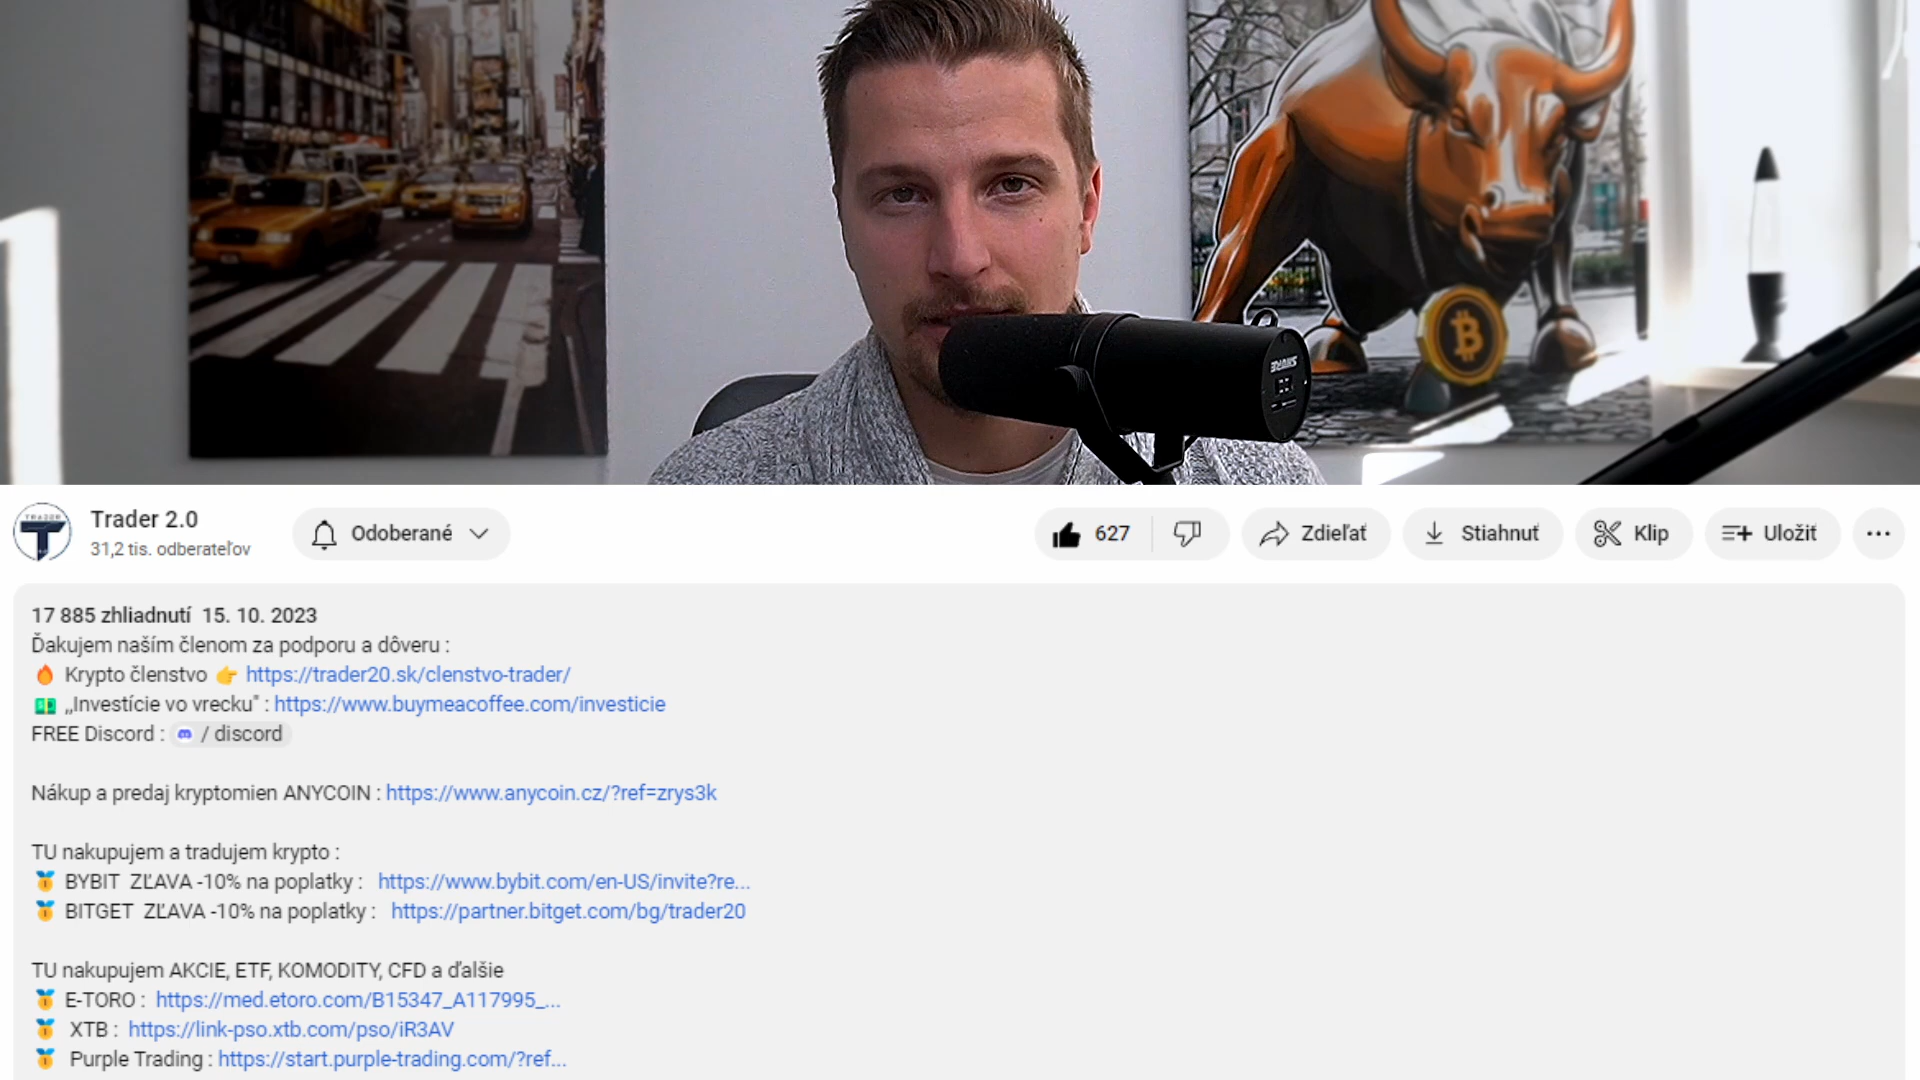 Trader 2.0
31,2 tis. odberateľov
Odoberané
627
Zdieľať
Stiahnuť
Klip
Uložiť
17 885 zhliadnutí  15. 10. 2023
Ďakujem naším členom za podporu a dôveru :
🔥 Krypto členstvo 👉 https://trader20.sk/clenstvo-trader/
💵 ,,Investície vo vrecku" : https://www.buymeacoffee.com/investicie
FREE Discord : / discord
Nákup a predaj kryptomien ANYCOIN : https://www.anycoin.cz/?ref=zrys3k
TU nakupujem a tradujem krypto :
🥇 BYBIT  ZĽAVA -10% na poplatky :  https://www.bybit.com/en-US/invite?re...
🥇 BITGET  ZĽAVA -10% na poplatky :  https://partner.bitget.com/bg/trader20
TU nakupujem AKCIE, ETF, KOMODITY, CFD a ďalšie
🥇 E-TORO :  https://med.etoro.com/B15347_A117995_...
🥇 XTB :  https://link-pso.xtb.com/pso/iR3AV
🥇 Purple Trading : https://start.purple-trading.com/?ref...